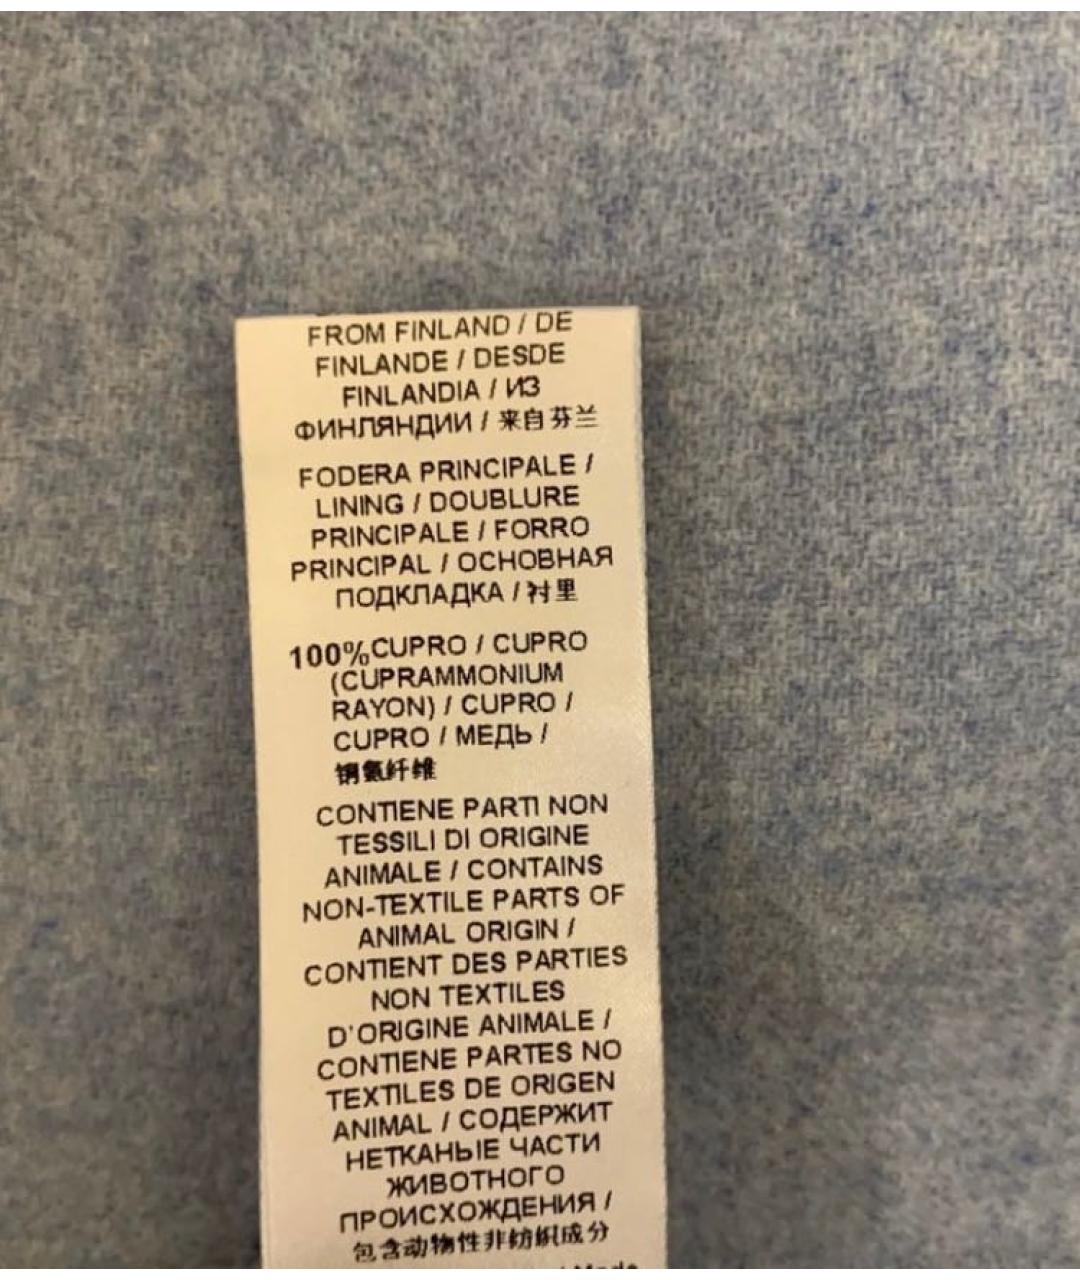 FROM FINLAND / DE
FINLANDE / DESDE
FINLANDIA / ИЗ
ФИНЛЯНДИИ / 来自芬兰
FODERA PRINCIPALE /
LINING / DOUBLURE
PRINCIPALE / FORRO
PRINCIPAL / ОСНОВНАЯ
ПОДКЛАДКА / 衬里
100% CUPRO / CUPRO
(CUPRAMMONIUM
RAYON) / CUPRO /
CUPRO / МЕДЬ /
铜氨纤维
CONTIENE PARTI NON
TESSILI DI ORIGINE
ANIMALE / CONTAINS
NON-TEXTILE PARTS OF
ANIMAL ORIGIN /
CONTIENT DES PARTIES
NON TEXTILES
D'ORIGINE ANIMALE /
CONTIENE PARTES NO
TEXTILES DE ORIGEN
ANIMAL / СОДЕРЖИТ
НЕТКАНЫЕ ЧАСТИ
ЖИВОТНОГО
ПРОИСХОЖДЕНИЯ /
包含动物性非纺织成分